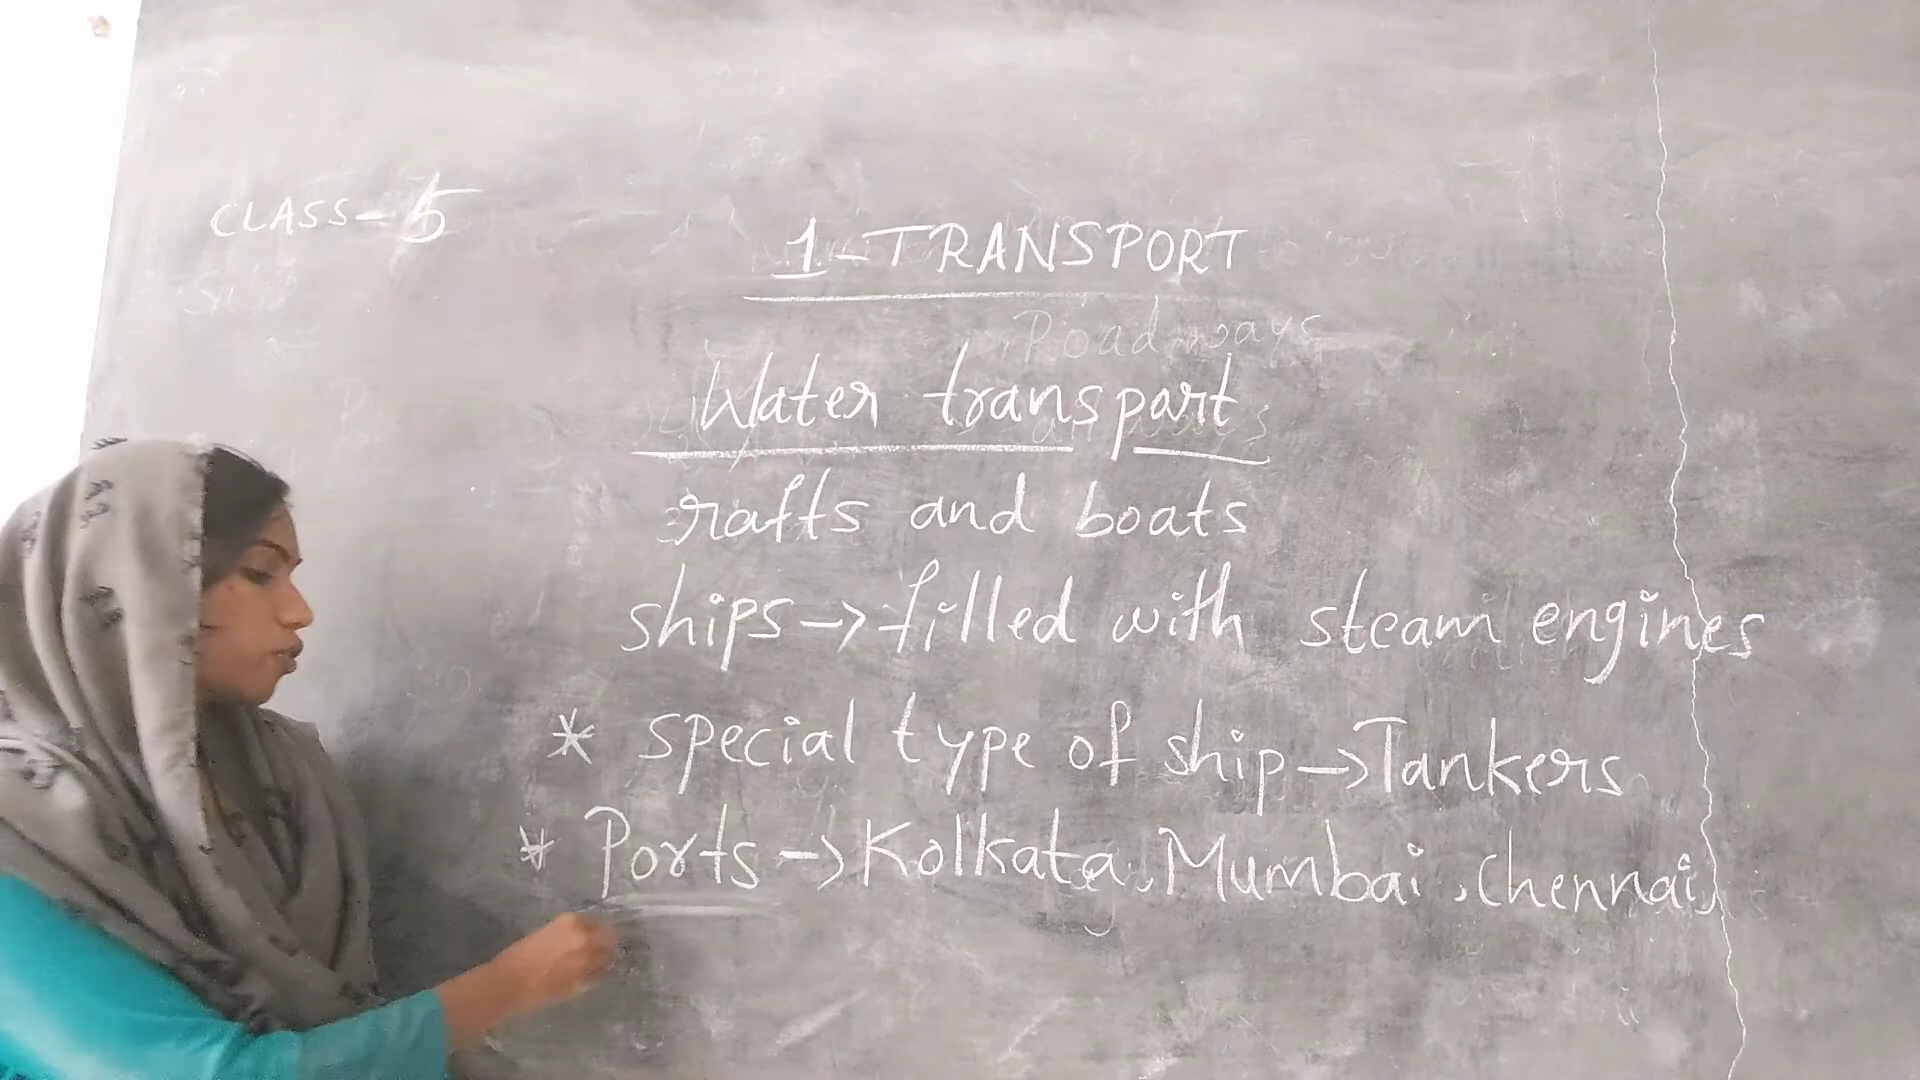 CLASS-5
1-TRANSPORT
Roadways
Water transport
rafts and boats
ships→filled with steam engines
* special type of ship→Tankers
* Ports→Kolkata, Mumbai, Chennai,